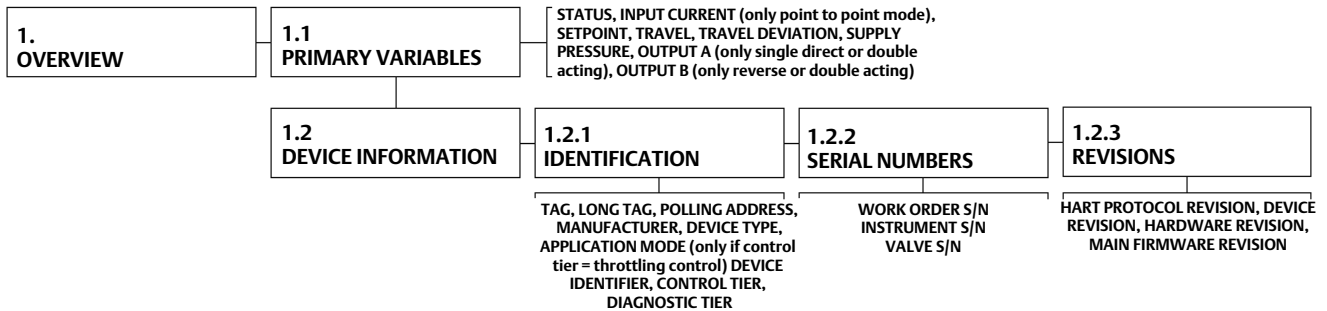 1.
OVERVIEW
1.1
PRIMARY VARIABLES
STATUS, INPUT CURRENT (only point to point mode),
SETPOINT, TRAVEL, TRAVEL DEVIATION, SUPPLY
PRESSURE, OUTPUT A (only single direct or double
acting), OUTPUT B (only reverse or double acting)
1.2
DEVICE INFORMATION
1.2.1
IDENTIFICATION
TAG, LONG TAG, POLLING ADDRESS,
MANUFACTURER, DEVICE TYPE,
APPLICATION MODE (only if control
tier = throttling control) DEVICE
IDENTIFIER, CONTROL TIER,
DIAGNOSTIC TIER
1.2.2
SERIAL NUMBERS
WORK ORDER S/N
INSTRUMENT S/N
VALVE S/N
1.2.3
REVISIONS
HART PROTOCOL REVISION, DEVICE
REVISION, HARDWARE REVISION,
MAIN FIRMWARE REVISION